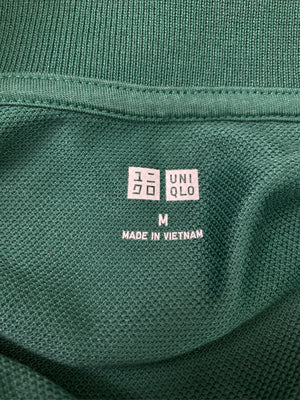 ユニ UNI
クロ QLO
M
MADE IN VIETNAM